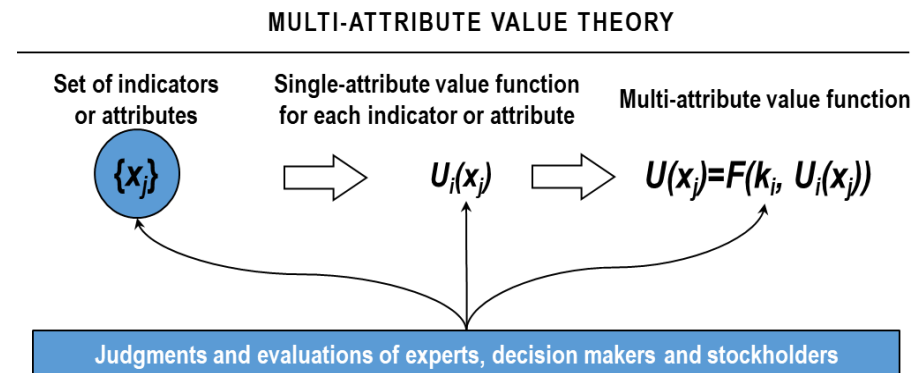 MULTI-ATTRIBUTE VALUE THEORY
Set of indicators
or attributes
Single-attribute value function
for each indicator or attribute
Multi-attribute value function
{xj}
Ui(xj)
U(xj)=F(ki, Ui(xj))
Judgments and evaluations of experts, decision makers and stockholders